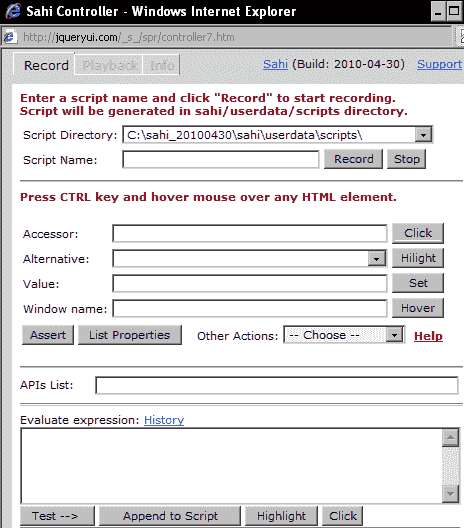 Sahi Controller - Windows Internet Explorer
http://jqueryui.com/_s_/spr/controller7.htm
Record Playback Info Sahi (Build: 2010-04-30) Support
Enter a script name and click "Record" to start recording.
Script will be generated in sahi/userdata/scripts directory.
Script Directory: C:\sahi_20100430\sahi\userdata\scripts\
Script Name: Record Stop
Press CTRL key and hover mouse over any HTML element.
Accessor: Click
Alternative: Hilight
Value: Set
Window name: Hover
Assert List Properties Other Actions: -- Choose -- Help
APIs List:
Evaluate expression: History
Test --> Append to Script Highlight Click